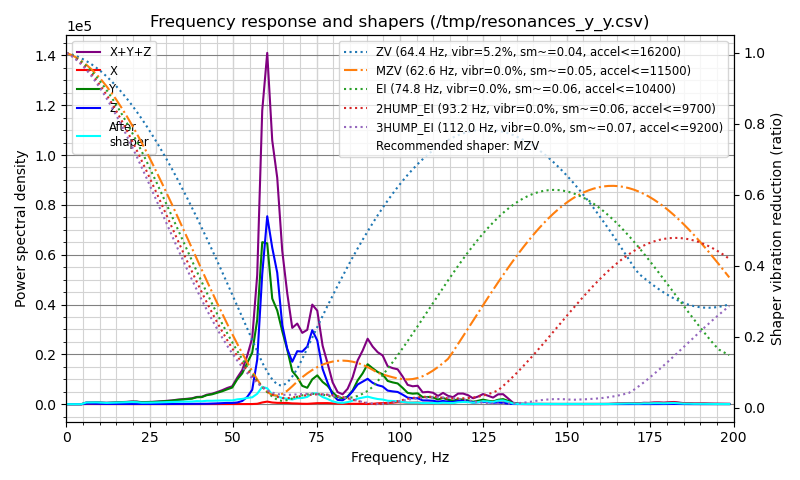 Frequency response and shapers (/tmp/resonances_y_y.csv)
1e5
X+Y+Z
X
Y
Z
After
shaper
ZV (64.4 Hz, vibr=5.2%, sm~=0.04, accel<=16200)
MZV (62.6 Hz, vibr=0.0%, sm~=0.05, accel<=11500)
EI (74.8 Hz, vibr=0.0%, sm~=0.06, accel<=10400)
2HUMP_EI (93.2 Hz, vibr=0.0%, sm~=0.06, accel<=9700)
3HUMP_EI (112.0 Hz, vibr=0.0%, sm~=0.07, accel<=9200)
Recommended shaper: MZV
Power spectral density
1.4
1.2
1.0
0.8
0.6
0.4
0.2
0.0
1.0
0.8
0.6
0.4
0.2
0.0
Shaper vibration reduction (ratio)
0 25 50 75 100 125 150 175 200
Frequency, Hz